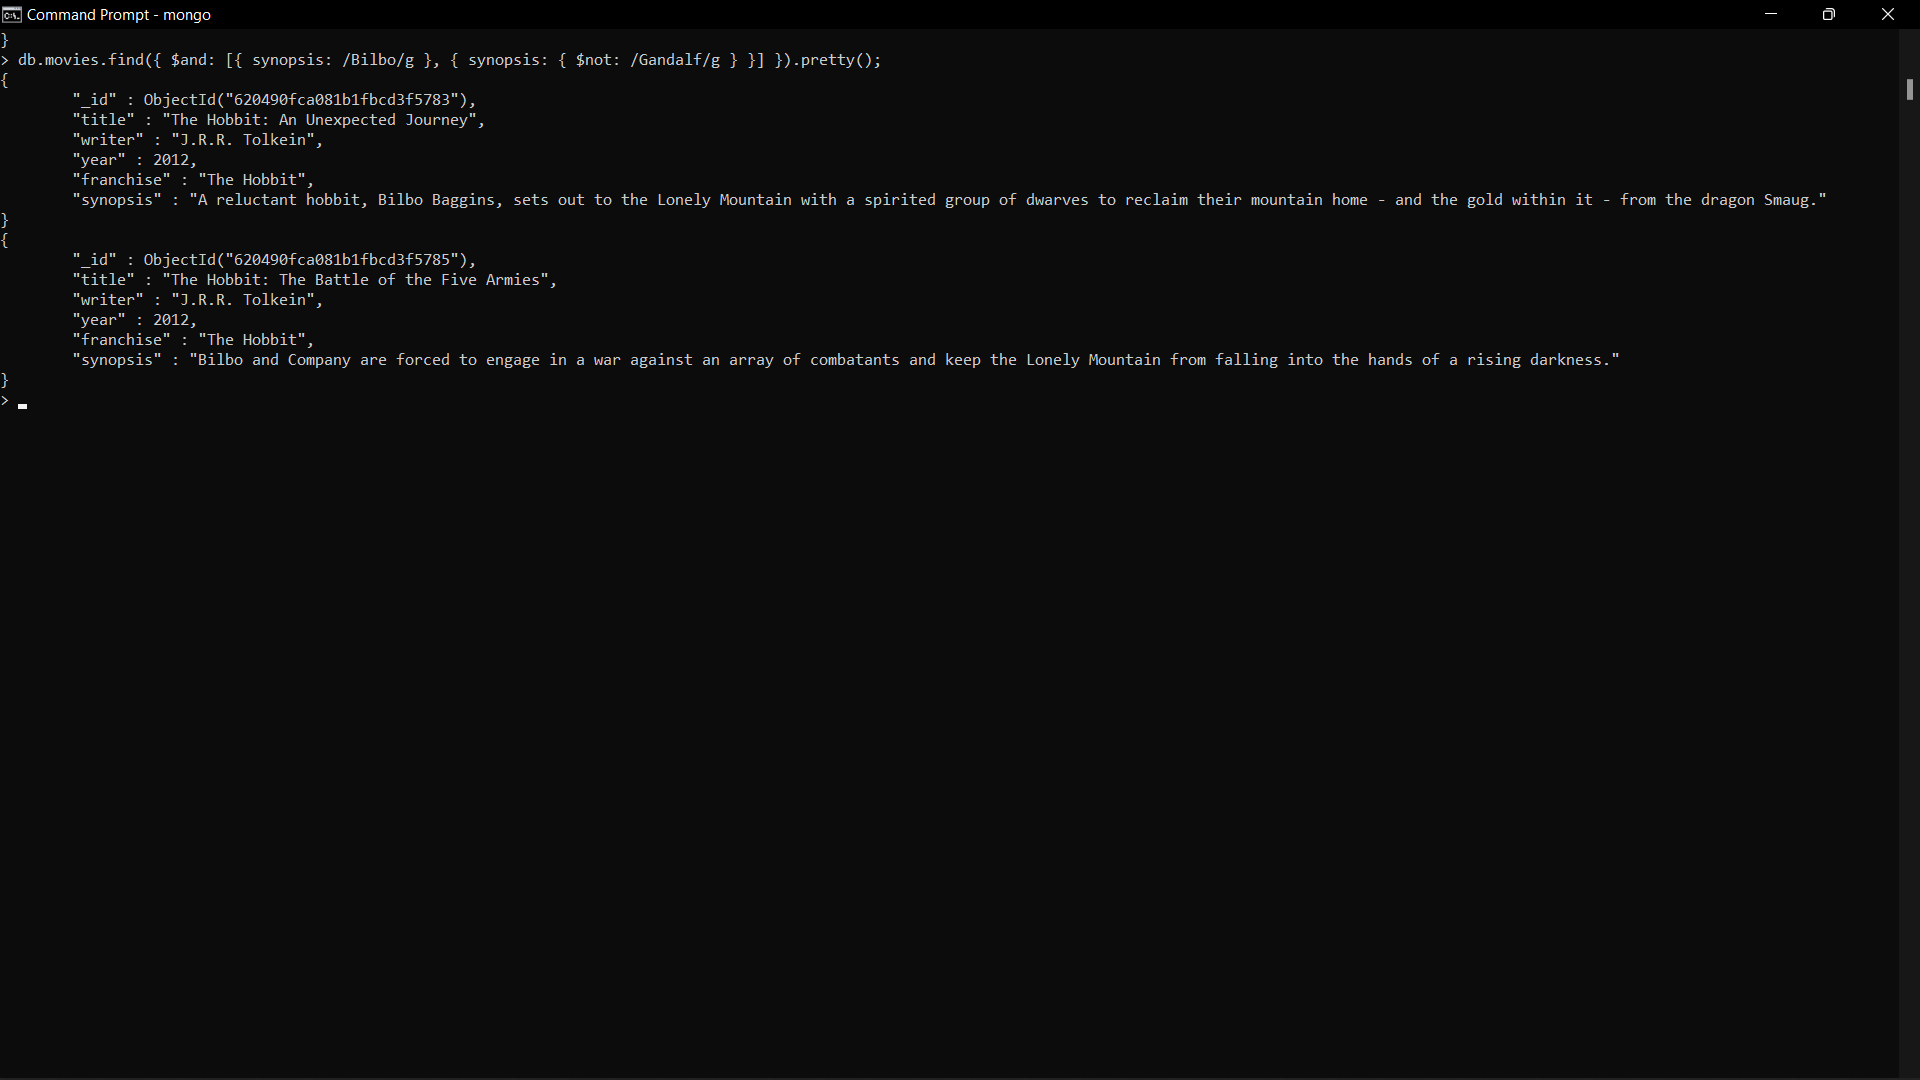 Command Prompt - mongo
}
> db.movies.find({ $and: [{ synopsis: /Bilbo/g }, { synopsis: { $not: /Gandalf/g } }] }).pretty();
{
"_id" : ObjectId("620490fca081b1fbcd3f5783"),
"title" : "The Hobbit: An Unexpected Journey",
"writer" : "J.R.R. Tolkein",
"year" : 2012,
"franchise" : "The Hobbit",
"synopsis" : "A reluctant hobbit, Bilbo Baggins, sets out to the Lonely Mountain with a spirited group of dwarves to reclaim their mountain home - and the gold within it - from the dragon Smaug."
}
{
"_id" : ObjectId("620490fca081b1fbcd3f5785"),
"title" : "The Hobbit: The Battle of the Five Armies",
"writer" : "J.R.R. Tolkein",
"year" : 2012,
"franchise" : "The Hobbit",
"synopsis" : "Bilbo and Company are forced to engage in a war against an array of combatants and keep the Lonely Mountain from falling into the hands of a rising darkness."
}
>